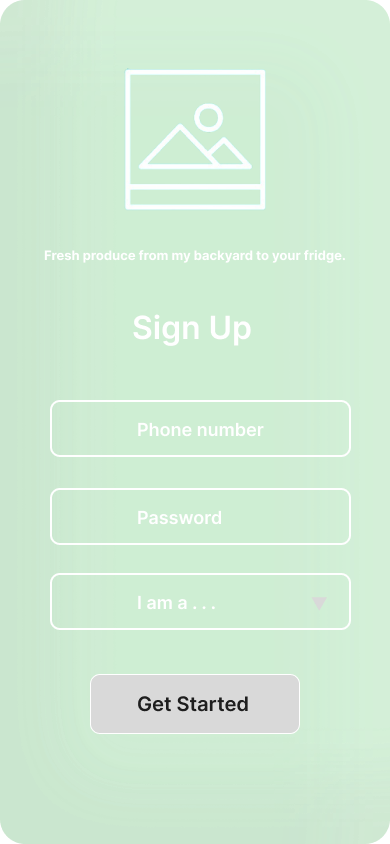 Fresh produce from my backyard to your fridge.
Sign Up
Phone number
Password
I am a . . .
Get Started